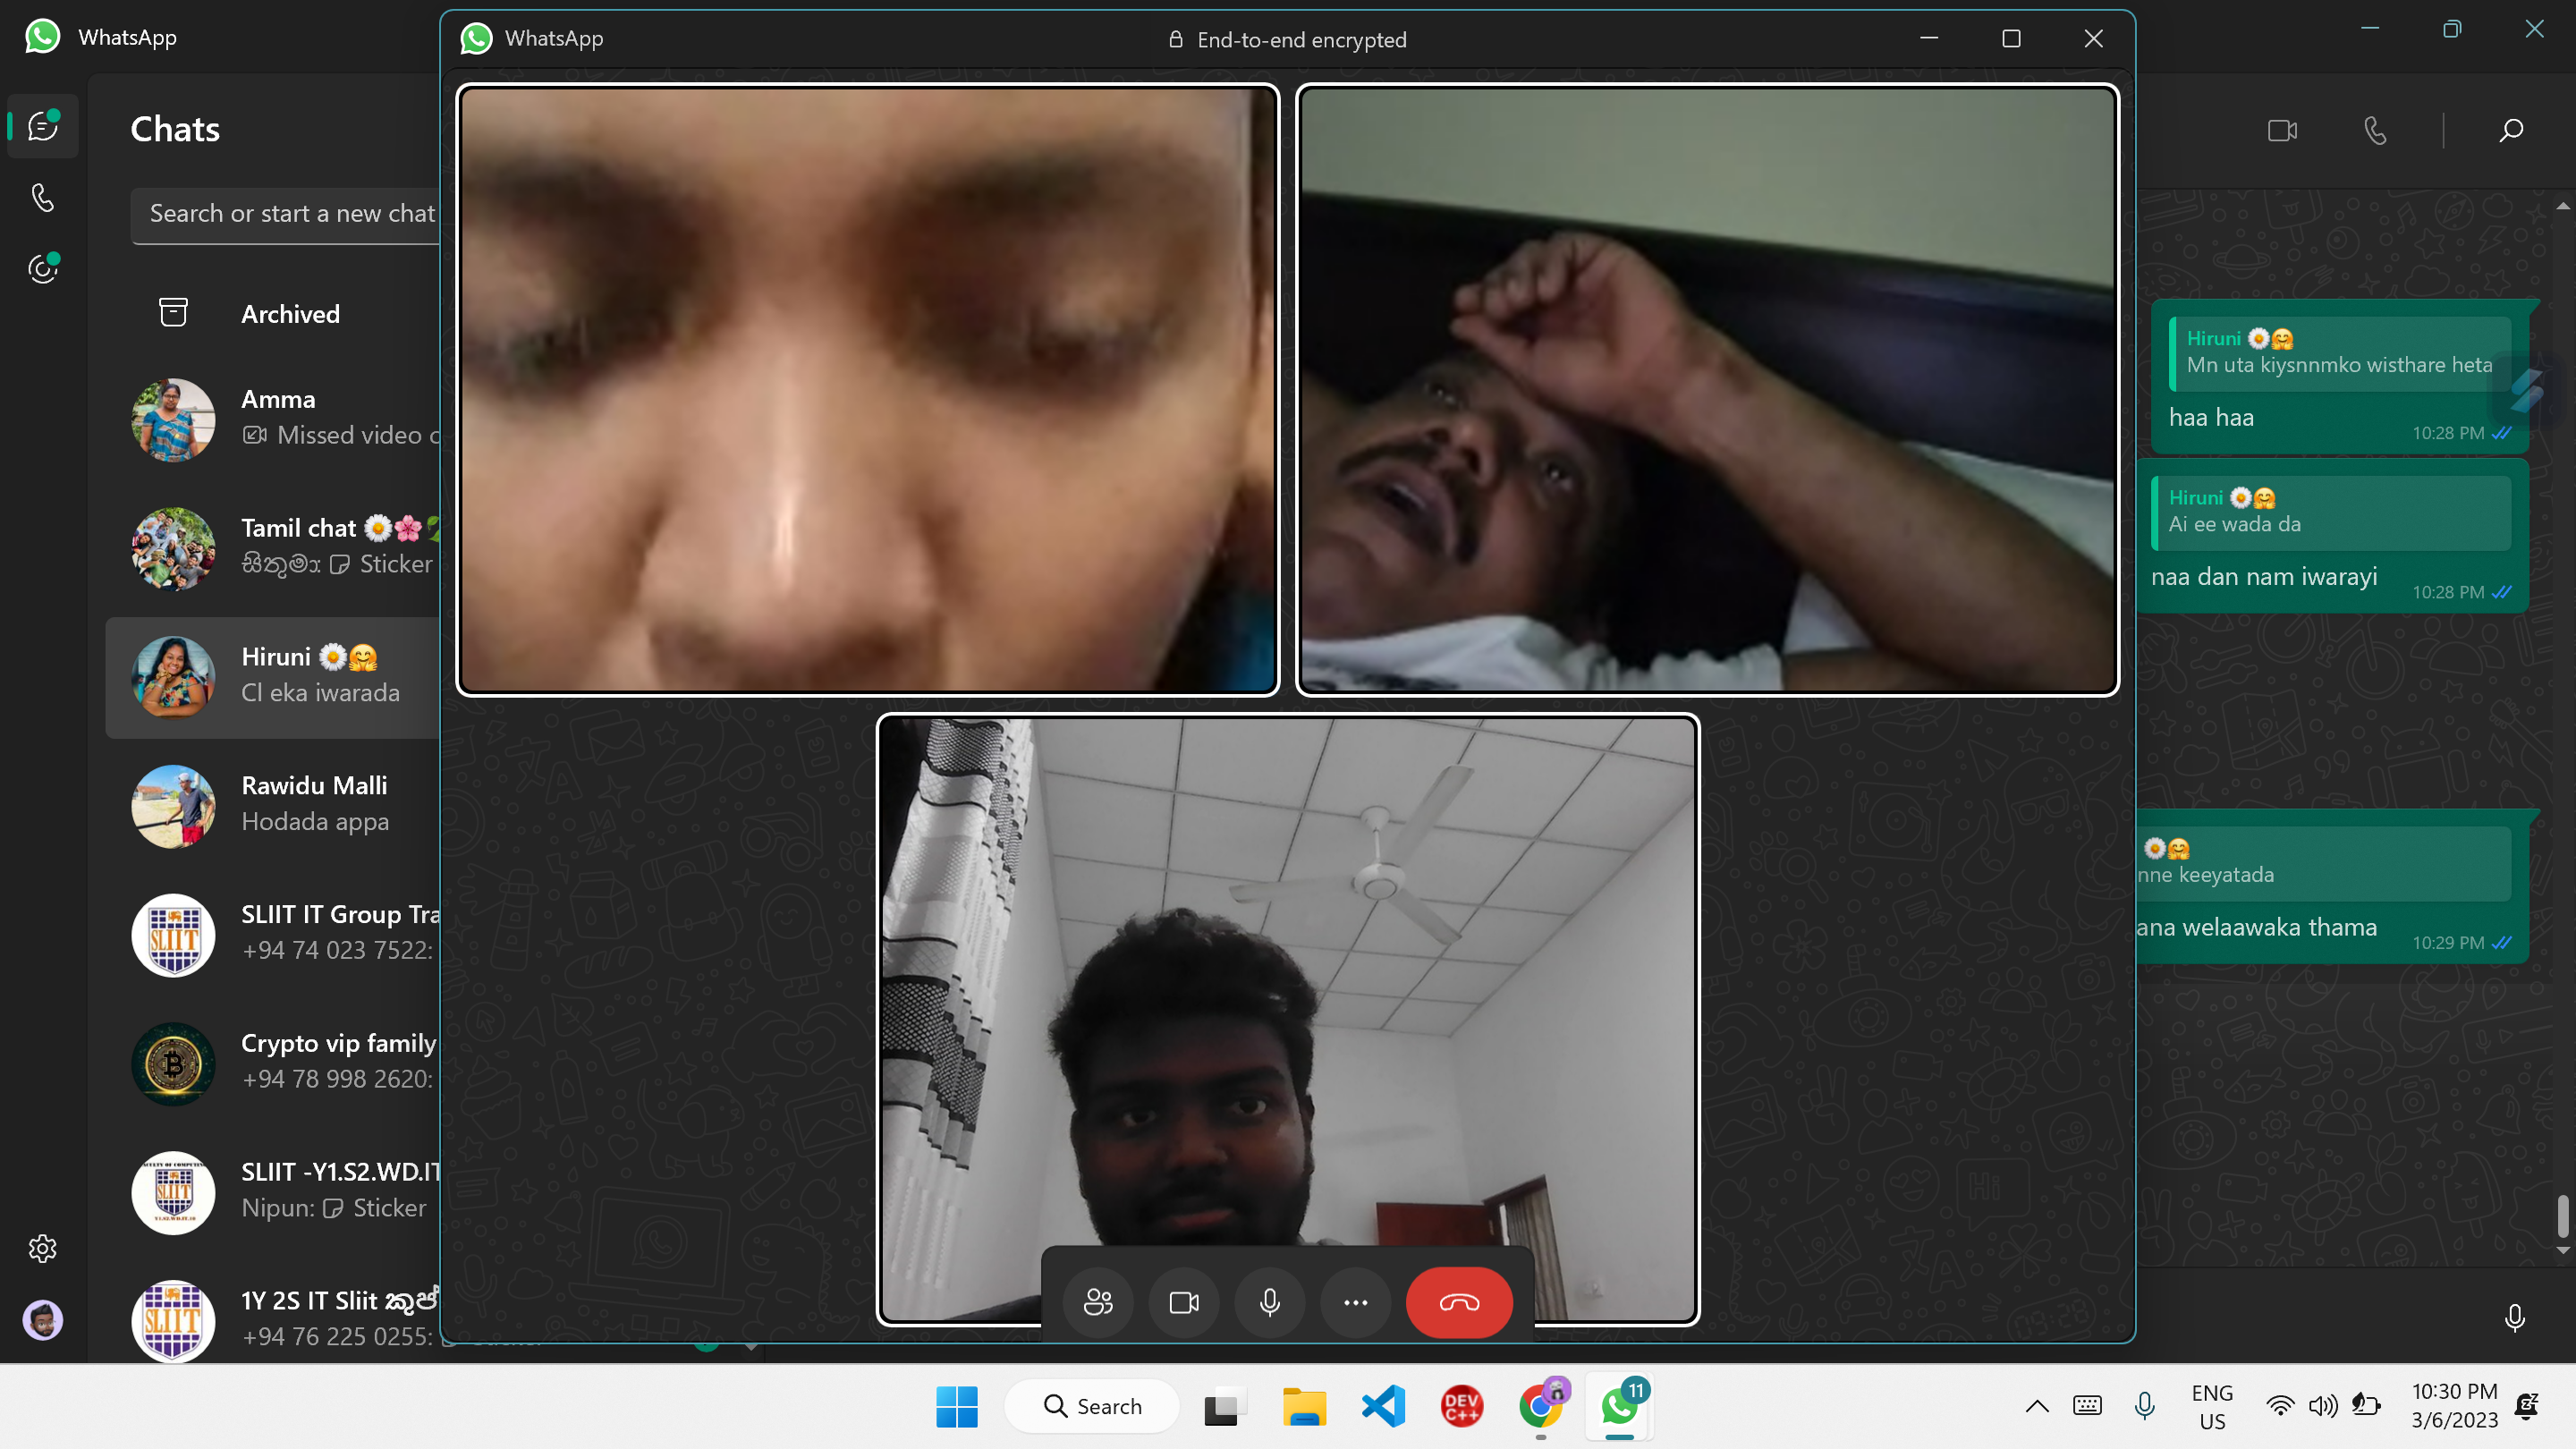 WhatsApp
WhatsApp
End-to-end encrypted
Chats
Search or start a new chat
Archived
Amma
Missed video c
Tamil chat 🌼🌸
සිතුමා: Sticker
Hiruni 🌼🤗
Cl eka iwarada
Rawidu Malli
Hodada appa
SLIIT IT Group Tra
+94 74 023 7522:
Crypto vip family
+94 78 998 2620:
SLIIT -Y1.S2.WD.IT
Nipun: Sticker
1Y 2S IT Sliit කුප්
+94 76 225 0255:
Hiruni 🌼🤗
Mn uta kiysnnmko wisthare heta
haa haa
10:28 PM
Hiruni 🌼🤗
Ai ee wada da
naa dan nam iwarayi
10:28 PM
🌼🤗
nne keeyatada
ana welaawaka thama
10:29 PM
SLIIT
SLIIT
SLIIT
Search
DEV
C++
11
ENG
US
10:30 PM
3/6/2023